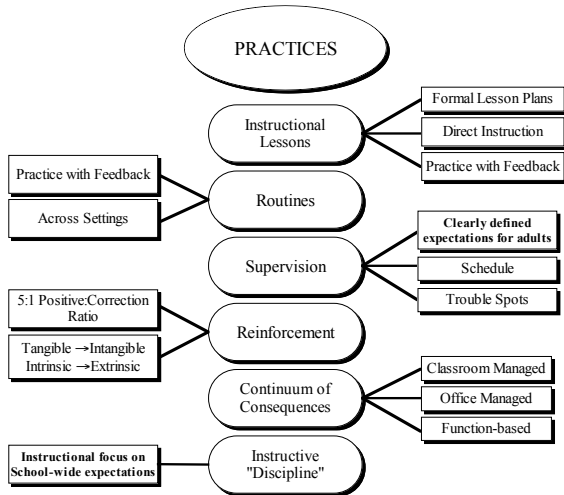 PRACTICES
Instructional
Lessons
Formal Lesson Plans
Direct Instruction
Practice with Feedback
Practice with Feedback
Across Settings
Routines
Supervision
Clearly defined
expectations for adults
Schedule
Trouble Spots
5:1 Positive:Correction
Ratio
Tangible →Intangible
Intrinsic →Extrinsic
Reinforcement
Continuum of
Consequences
Classroom Managed
Office Managed
Function-based
Instructional focus on
School-wide expectations
Instructive
"Discipline"